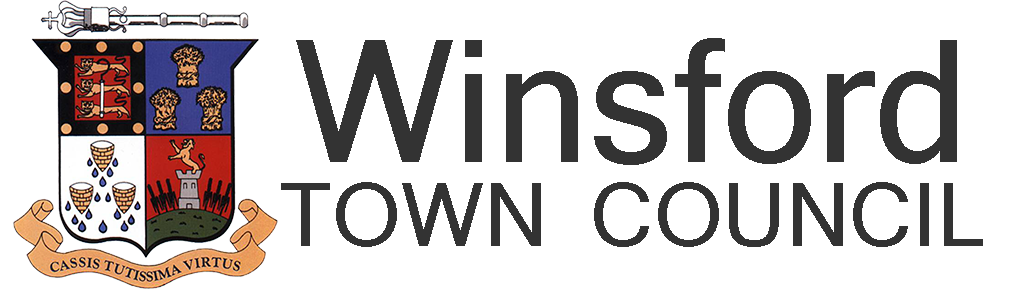 Winsford
TOWN COUNCIL
CASSIS TUTISSIMA VIRTUS